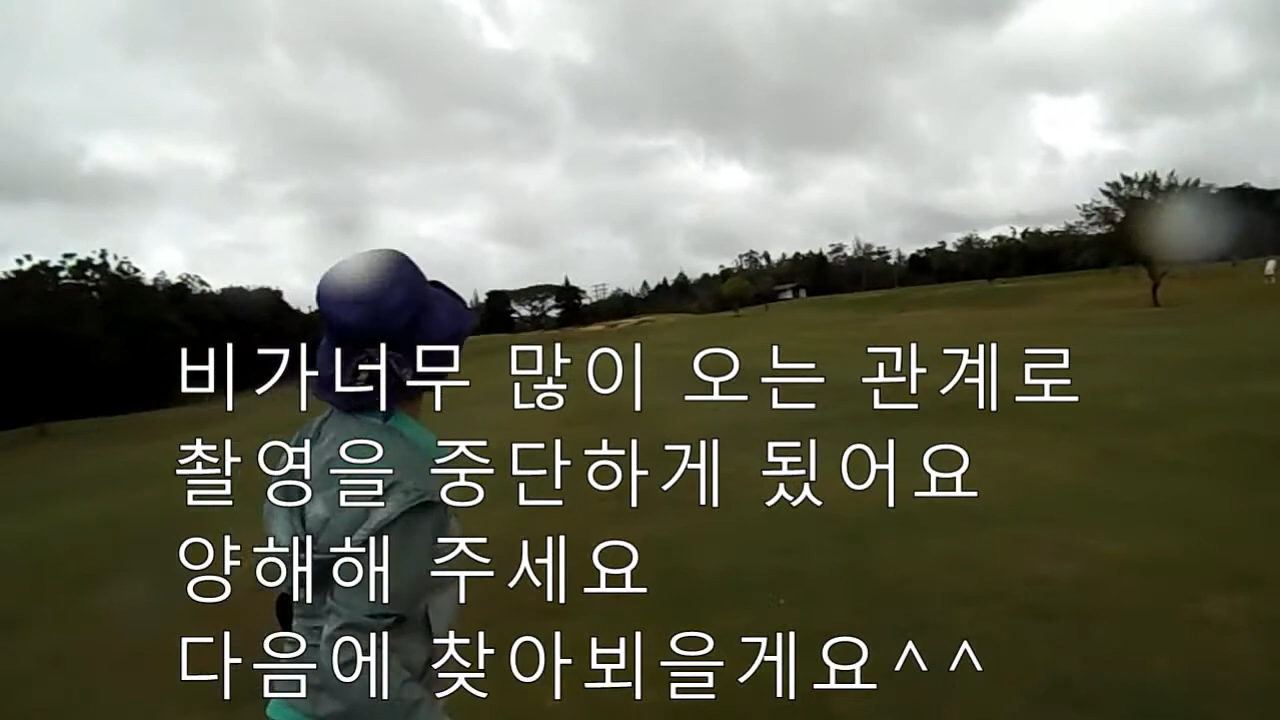 비가너무 많이 오는 관계로
촬영을 중단하게 됬어요
양해해 주세요
다음에 찾아뵈을게요^^